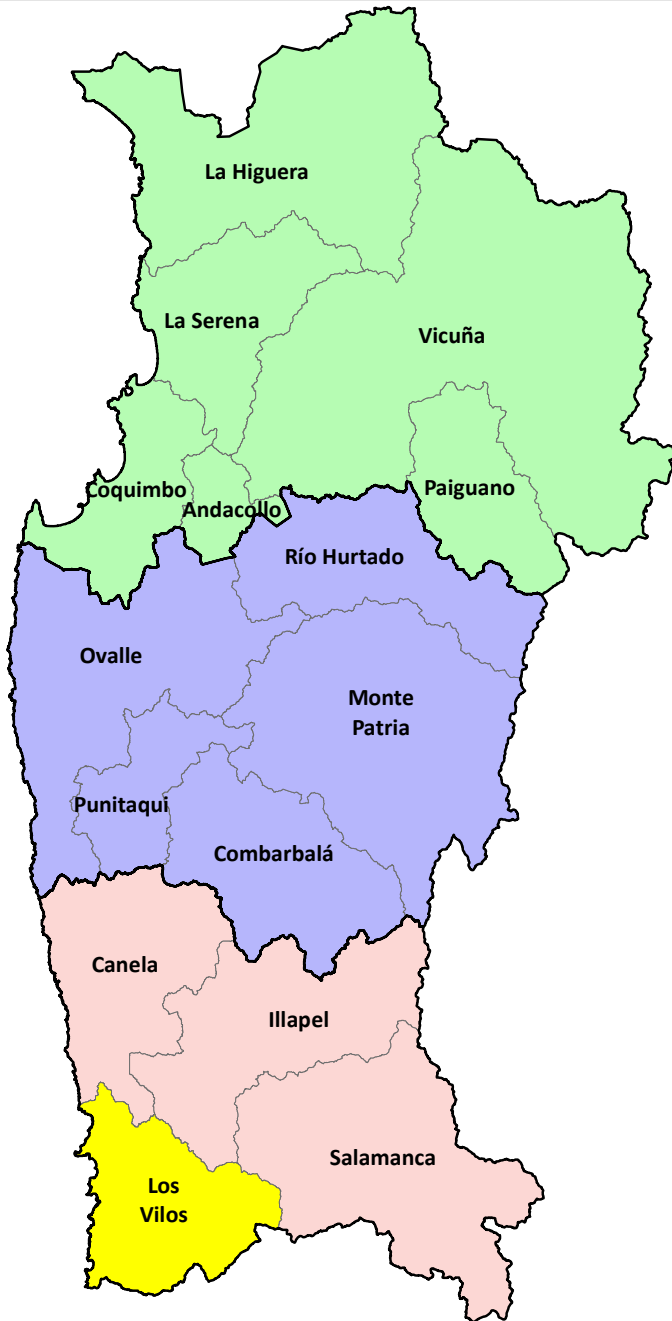 La Higuera
La Serena
Vicuña
Coquimbo
Andacollo
Paiguano
Río Hurtado
Ovalle
Monte
Patria
Punitaqui
Combarbalá
Canela
Illapel
Salamanca
Los
Vilos